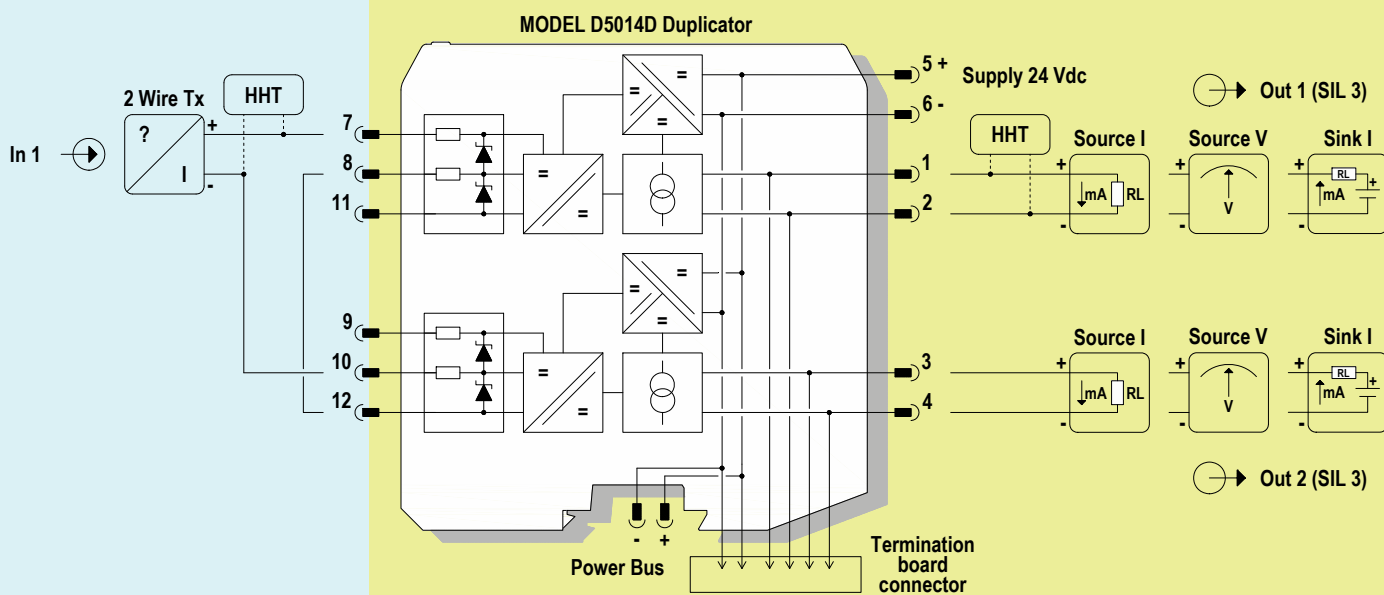 MODEL D5014D Duplicator
5 +
Supply 24 Vdc
6 -
Out 1 (SIL 3)
2 Wire Tx
HHT
?
I
+
-
In 1
7
8
11
=
=
=
=
=
1
2
HHT
Source I
Source V
Sink I
+
mA
RL
-
+
V
-
+
RL
+
mA
-
9
10
12
=
=
=
=
=
3
4
Source I
Source V
Sink I
+
mA
RL
-
+
V
-
+
RL
+
mA
-
Out 2 (SIL 3)
-
+
Power Bus
Termination
board
connector